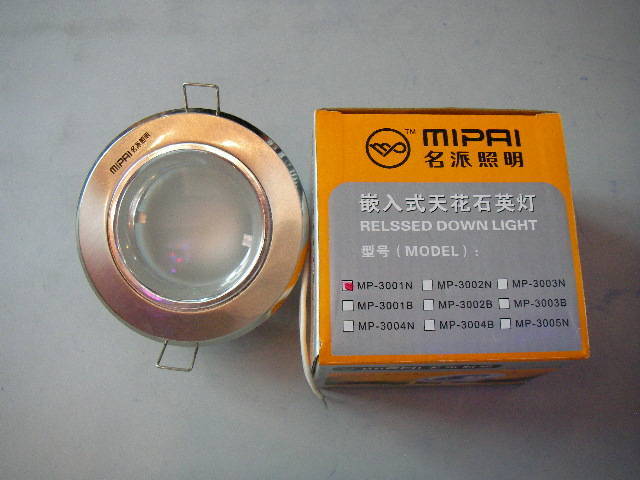 MIPAI 名派照明
TM
MIPAI
名派照明
嵌入式天花石英灯
RELSSED DOWN LIGHT
型号（MODEL）：
MP-3001N MP-3002N MP-3003N
MP-3001B MP-3002B MP-3003B
MP-3004N MP-3004B MP-3005N